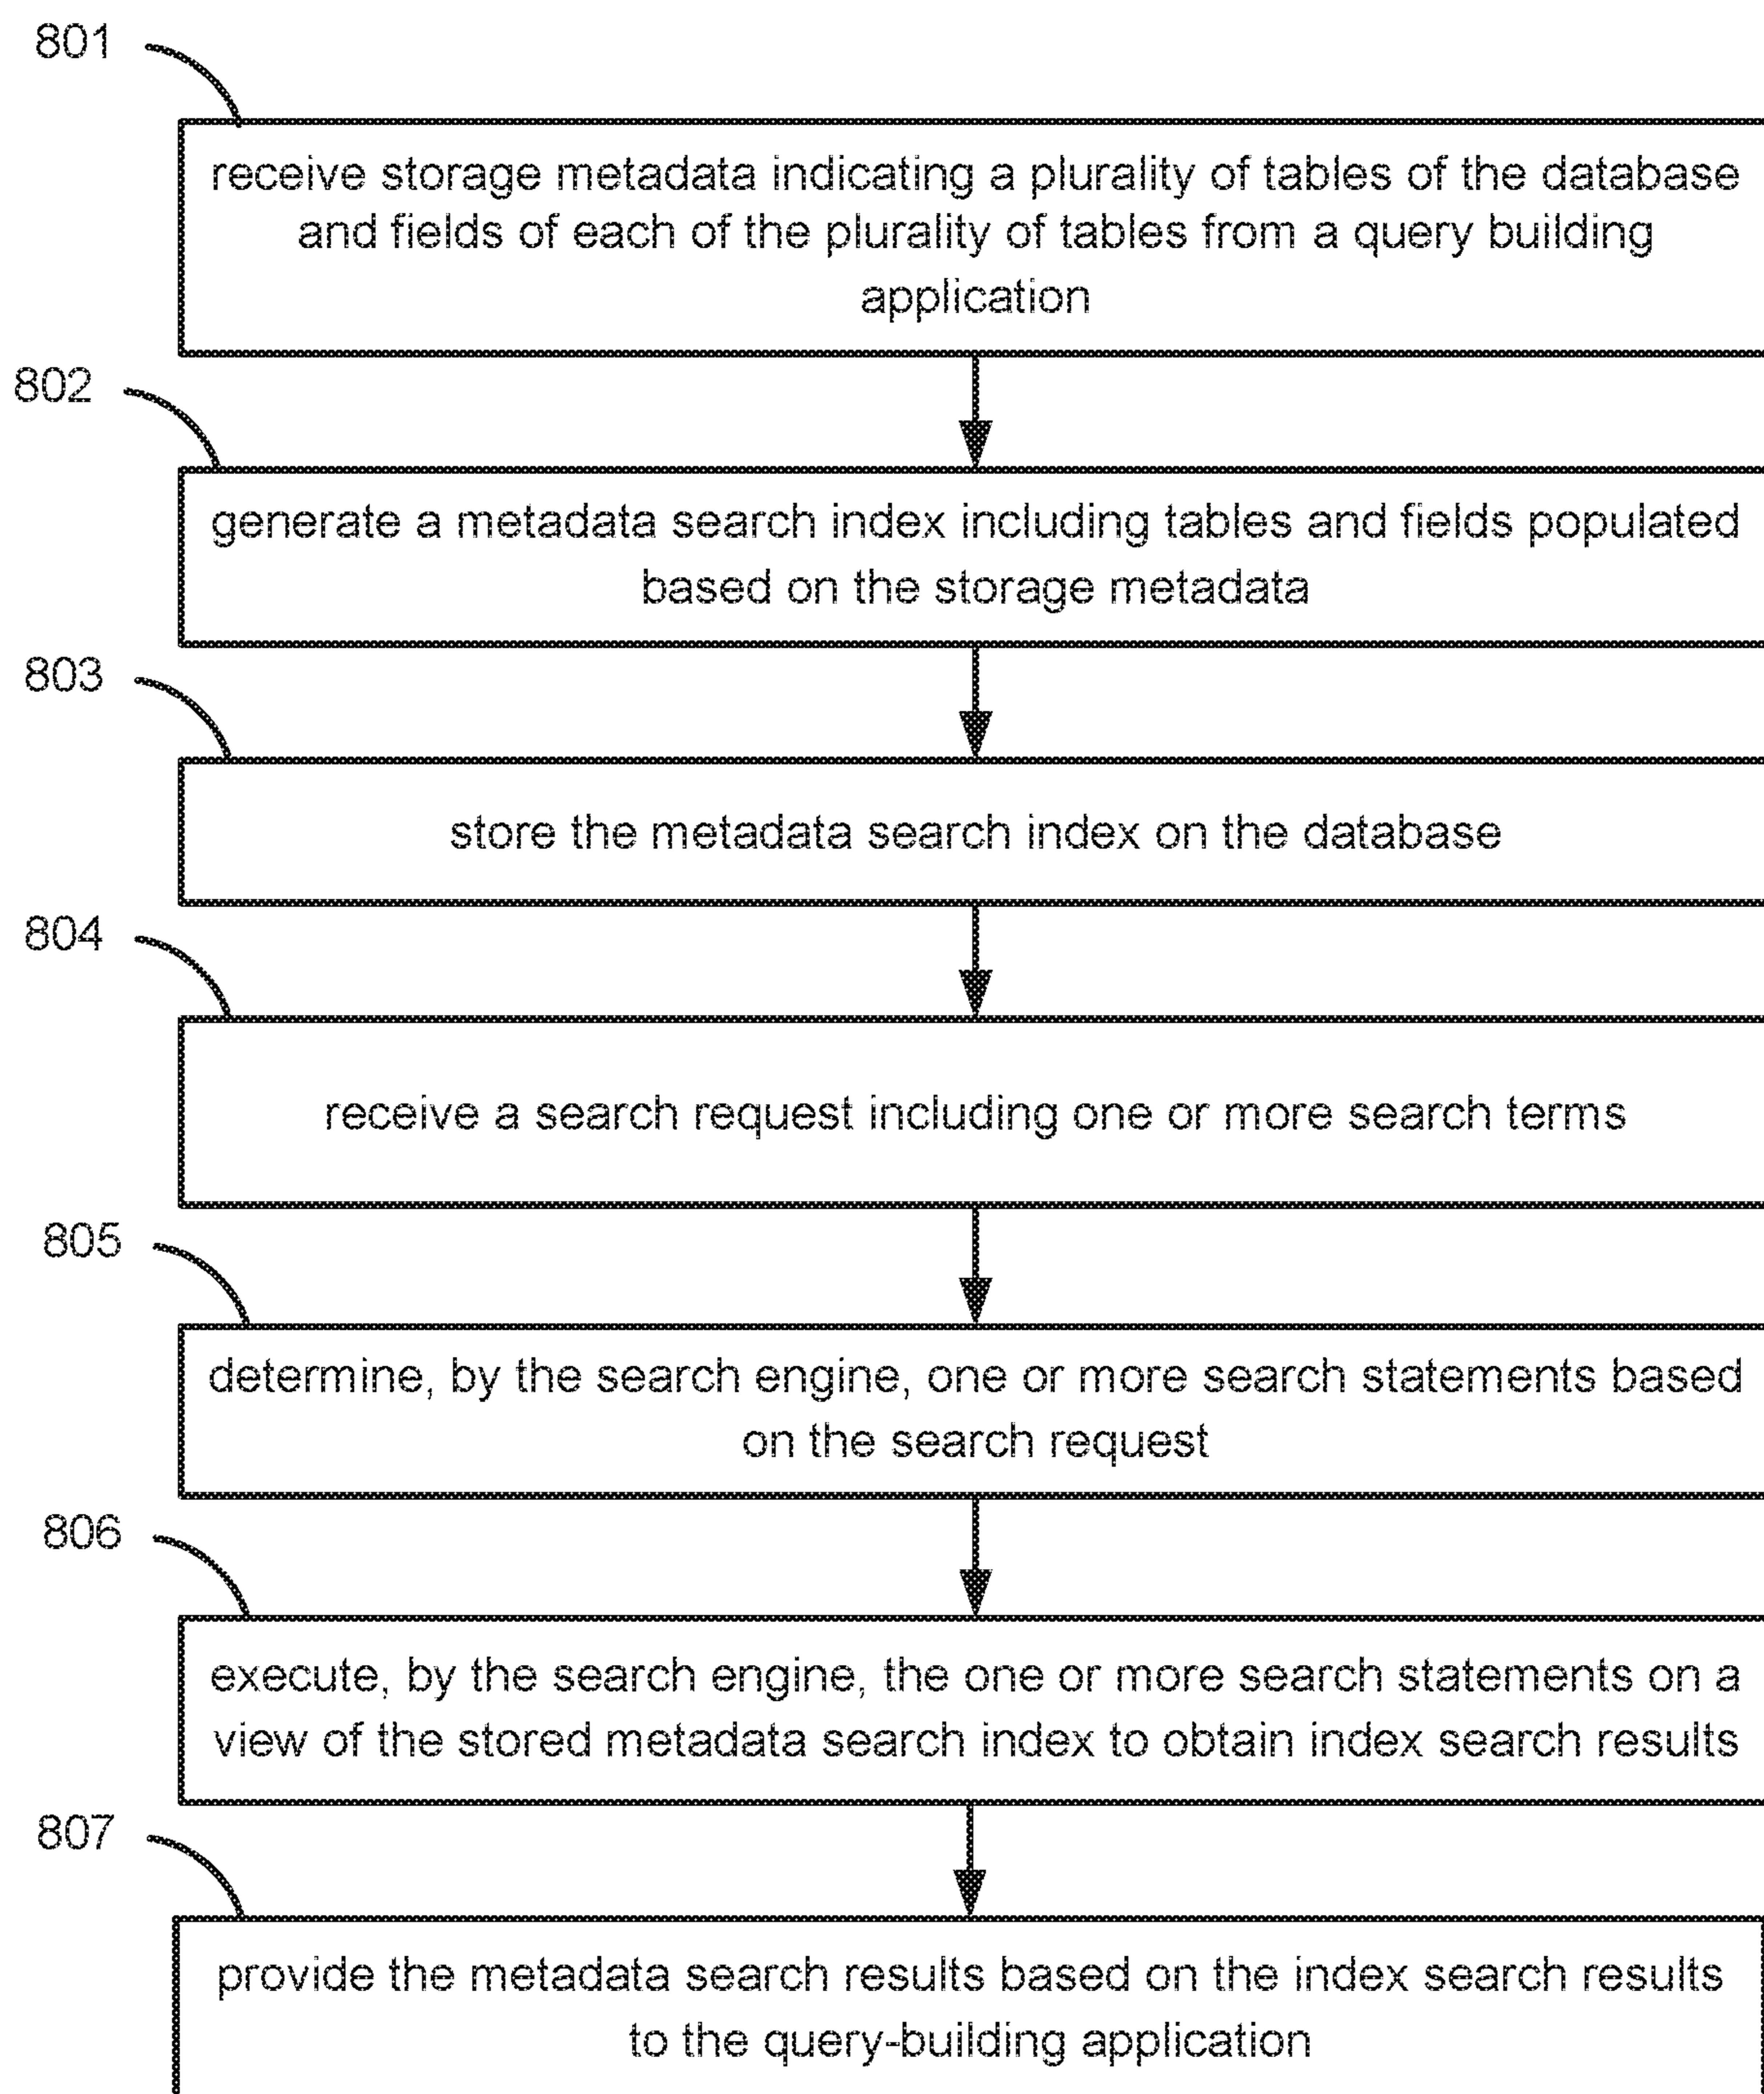 801
receive storage metadata indicating a plurality of tables of the database
and fields of each of the plurality of tables from a query building
application
802
generate a metadata search index including tables and fields populated
based on the storage metadata
803
store the metadata search index on the database
804
receive a search request including one or more search terms
805
determine, by the search engine, one or more search statements based
on the search request
806
execute, by the search engine, the one or more search statements on a
view of the stored metadata search index to obtain index search results
807
provide the metadata search results based on the index search results
to the query-building application